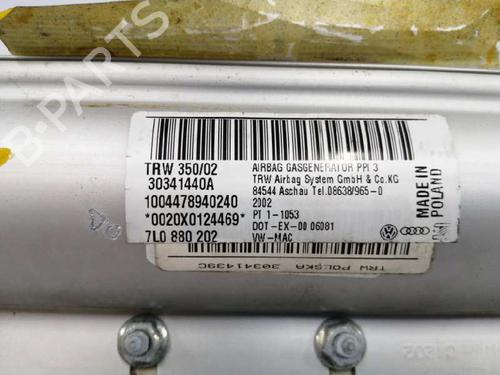 B-PARTS
TRW 350/02
30341440A
1004478940240
*0020X0124469*
7L0 880 202
AIRBAG GASGENERATOR PPI 3
TRW Airbag System GmbH & Co.KG
84544 Aschau Tel.08638/965-0
2002
PT 1-1053
DOT-EX-00 06081
VW-MAC
MADE IN
POLAND
TRW POLSKA 30341439C